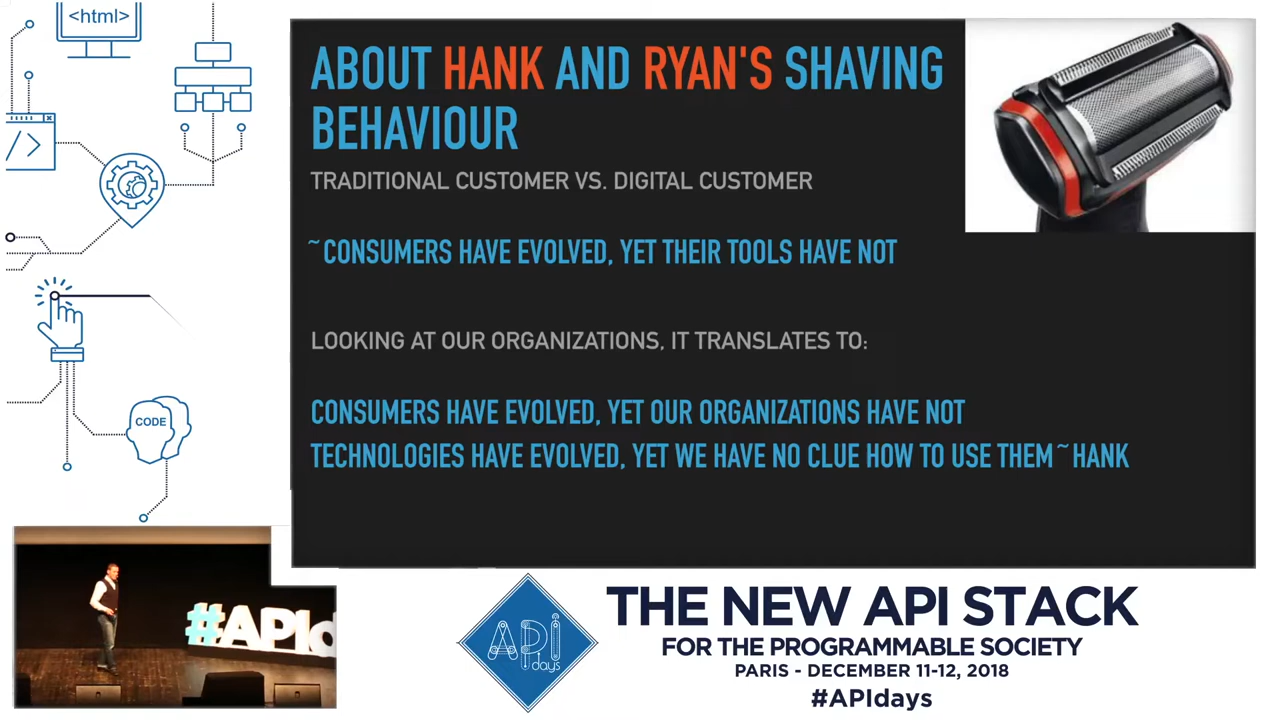 <html>
ABOUT HANK AND RYAN'S SHAVING
BEHAVIOUR
TRADITIONAL CUSTOMER VS. DIGITAL CUSTOMER
~CONSUMERS HAVE EVOLVED, YET THEIR TOOLS HAVE NOT
LOOKING AT OUR ORGANIZATIONS, IT TRANSLATES TO:
CONSUMERS HAVE EVOLVED, YET OUR ORGANIZATIONS HAVE NOT
TECHNOLOGIES HAVE EVOLVED, YET WE HAVE NO CLUE HOW TO USE THEM~HANK
</>
CODE
#APId
APi
days
THE NEW API STACK
FOR THE PROGRAMMABLE SOCIETY
PARIS - DECEMBER 11-12, 2018
#APIdays